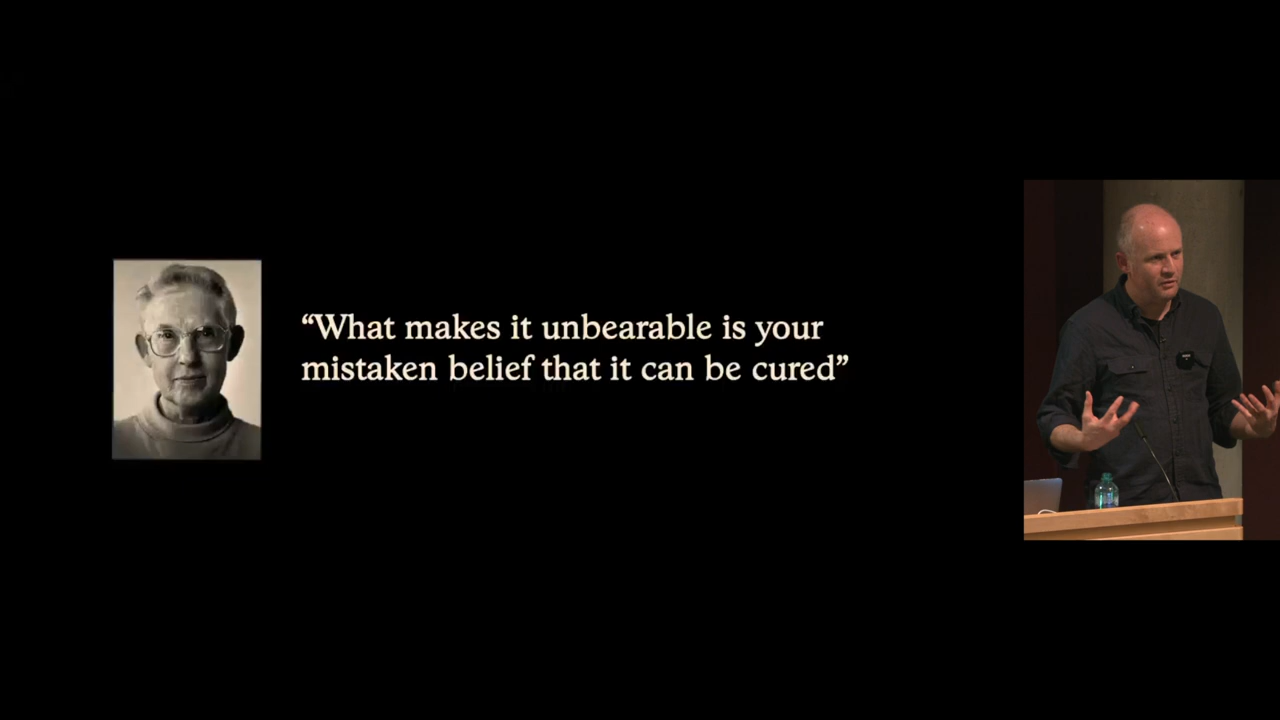 “What makes it unbearable is your
mistaken belief that it can be cured”